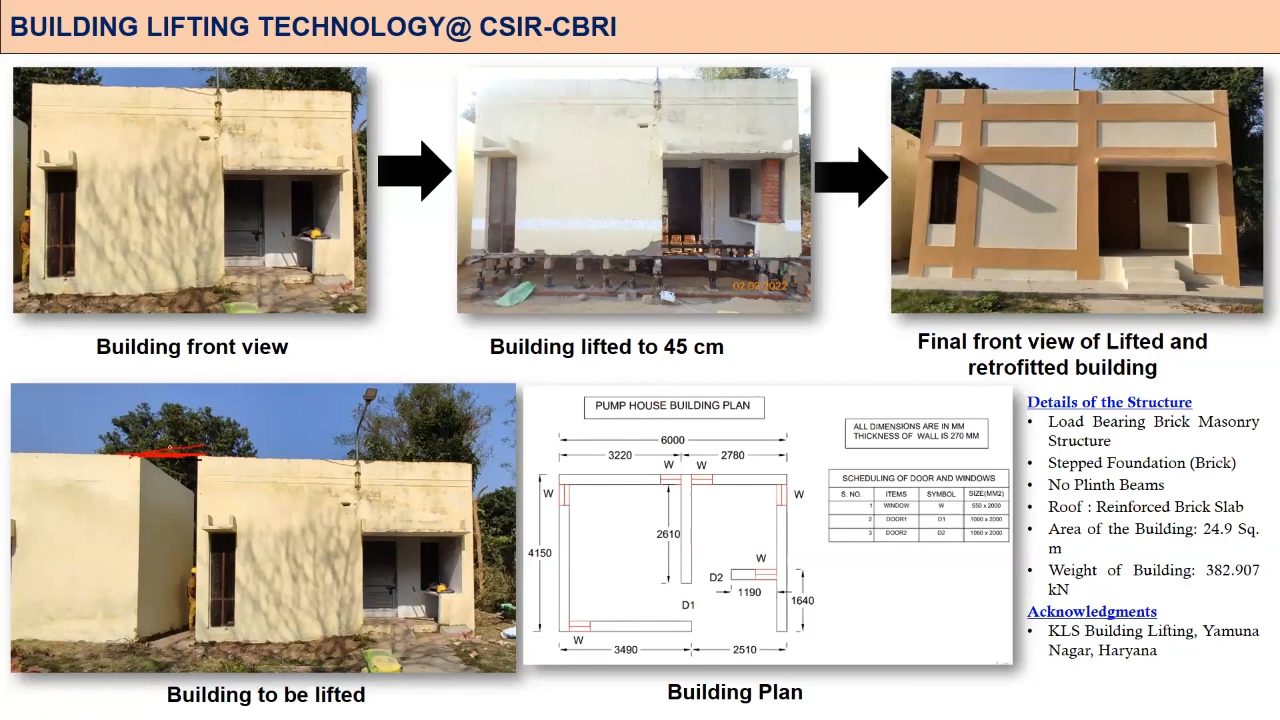 BUILDING LIFTING TECHNOLOGY@ CSIR-CBRI
02 02 2022
Building front view
Building lifted to 45 cm
Final front view of Lifted and
retrofitted building
Building to be lifted
PUMP HOUSE BUILDING PLAN
ALL DIMENSIONS ARE IN MM
THICKNESS OF WALL IS 270 MM
6000
3220
2780
W
W
W
W
4150
2610
W
D2
1190
1640
D1
W
3490
2510
SCHEDULING OF DOOR AND WINDOWS
S. NO. ITEMS SYMBOL SIZE(MM2)
1 WINDOW W 550 x 2000
2 DOOR1 D1 1000 x 2000
3 DOOR2 D2 1050 x 2000
Building Plan
Details of the Structure
• Load Bearing Brick Masonry
Structure
• Stepped Foundation (Brick)
• No Plinth Beams
• Roof : Reinforced Brick Slab
• Area of the Building: 24.9 Sq.
m
• Weight of Building: 382.907
kN
Acknowledgments
• KLS Building Lifting, Yamuna
Nagar, Haryana